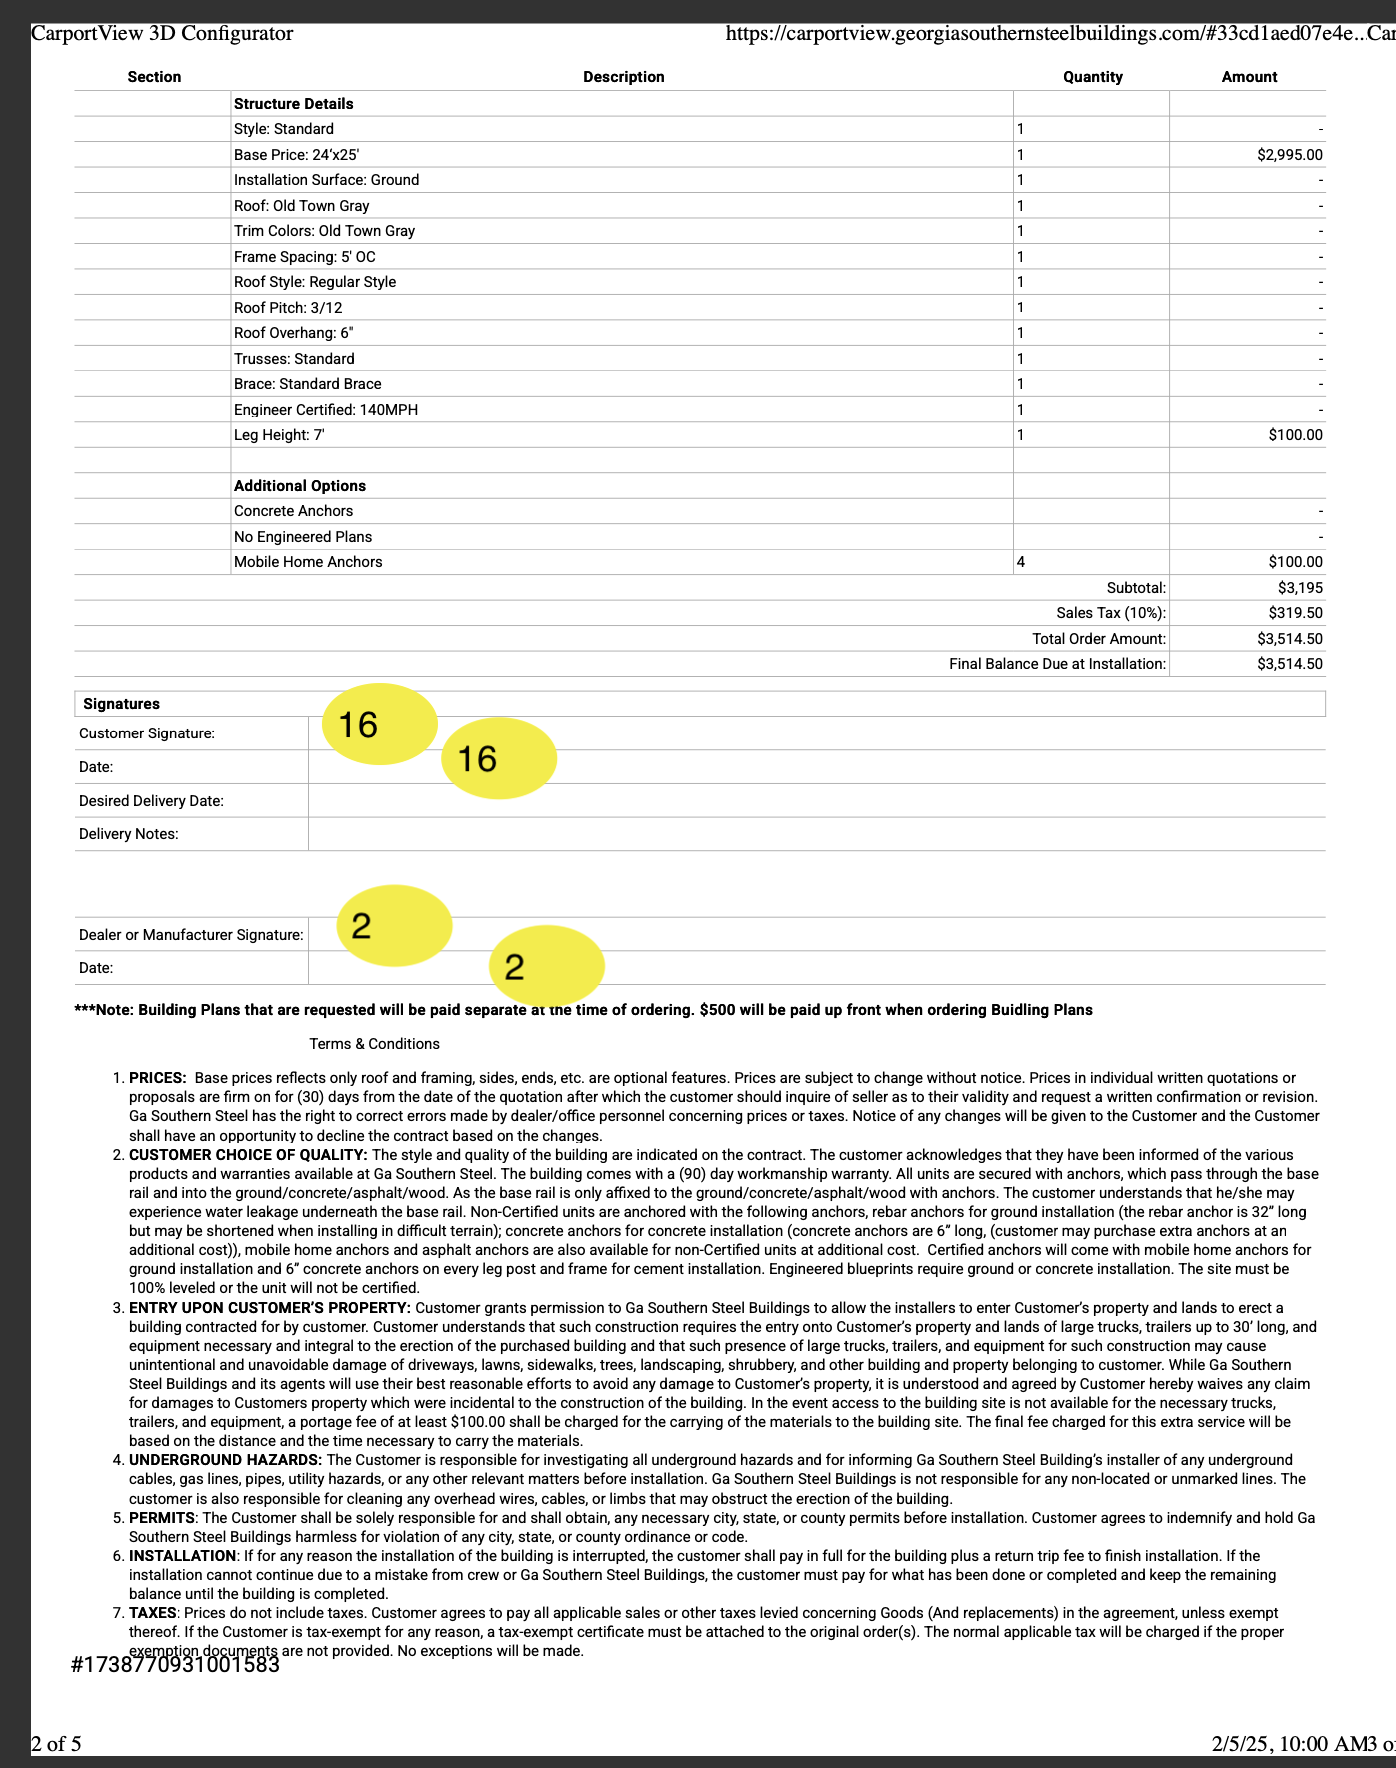 CarportView 3D Configurator https://carportview.georgiasouthernsteelbuildings.com/#33cd1aed07e4e...Car
Section Description Quantity Amount
Structure Details
Style: Standard 1 -
Base Price: 24'x25' 1 $2,995.00
Installation Surface: Ground 1 -
Roof: Old Town Gray 1 -
Trim Colors: Old Town Gray 1 -
Frame Spacing: 5' OC 1 -
Roof Style: Regular Style 1 -
Roof Pitch: 3/12 1 -
Roof Overhang: 6" 1 -
Trusses: Standard 1 -
Brace: Standard Brace 1 -
Engineer Certified: 140MPH 1 -
Leg Height: 7' 1 $100.00
Additional Options
Concrete Anchors -
No Engineered Plans -
Mobile Home Anchors 4 $100.00
Subtotal: $3,195
Sales Tax (10%): $319.50
Total Order Amount: $3,514.50
Final Balance Due at Installation: $3,514.50
Signatures
Customer Signature: 16
Date: 16
Desired Delivery Date:
Delivery Notes:
Dealer or Manufacturer Signature: 2
Date: 2
***Note: Building Plans that are requested will be paid separate at the time of ordering. $500 will be paid up front when ordering Buidling Plans
Terms & Conditions
1. PRICES: Base prices reflects only roof and framing, sides, ends, etc. are optional features. Prices are subject to change without notice. Prices in individual written quotations or
proposals are firm on for (30) days from the date of the quotation after which the customer should inquire of seller as to their validity and request a written confirmation or revision.
Ga Southern Steel has the right to correct errors made by dealer/office personnel concerning prices or taxes. Notice of any changes will be given to the Customer and the Customer
shall have an opportunity to decline the contract based on the changes.
2. CUSTOMER CHOICE OF QUALITY: The style and quality of the building are indicated on the contract. The customer acknowledges that they have been informed of the various
products and warranties available at Ga Southern Steel. The building comes with a (90) day workmanship warranty. All units are secured with anchors, which pass through the base
rail and into the ground/concrete/asphalt/wood. As the base rail is only affixed to the ground/concrete/asphalt/wood with anchors. The customer understands that he/she may
experience water leakage underneath the base rail. Non-Certified units are anchored with the following anchors, rebar anchors for ground installation (the rebar anchor is 32” long
but may be shortened when installing in difficult terrain); concrete anchors for concrete installation (concrete anchors are 6” long, (customer may purchase extra anchors at an
additional cost)), mobile home anchors and asphalt anchors are also available for non-Certified units at additional cost. Certified anchors will come with mobile home anchors for
ground installation and 6” concrete anchors on every leg post and frame for cement installation. Engineered blueprints require ground or concrete installation. The site must be
100% leveled or the unit will not be certified.
3. ENTRY UPON CUSTOMER’S PROPERTY: Customer grants permission to Ga Southern Steel Buildings to allow the installers to enter Customer’s property and lands to erect a
building contracted for by customer. Customer understands that such construction requires the entry onto Customer’s property and lands of large trucks, trailers up to 30’ long, and
equipment necessary and integral to the erection of the purchased building and that such presence of large trucks, trailers, and equipment for such construction may cause
unintentional and unavoidable damage of driveways, lawns, sidewalks, trees, landscaping, shrubbery, and other building and property belonging to customer. While Ga Southern
Steel Buildings and its agents will use their best reasonable efforts to avoid any damage to Customer’s property, it is understood and agreed by Customer hereby waives any claim
for damages to Customers property which were incidental to the construction of the building. In the event access to the building site is not available for the necessary trucks,
trailers, and equipment, a portage fee of at least $100.00 shall be charged for the carrying of the materials to the building site. The final fee charged for this extra service will be
based on the distance and the time necessary to carry the materials.
4. UNDERGROUND HAZARDS: The Customer is responsible for investigating all underground hazards and for informing Ga Southern Steel Building’s installer of any underground
cables, gas lines, pipes, utility hazards, or any other relevant matters before installation. Ga Southern Steel Buildings is not responsible for any non-located or unmarked lines. The
customer is also responsible for cleaning any overhead wires, cables, or limbs that may obstruct the erection of the building.
5. PERMITS: The Customer shall be solely responsible for and shall obtain, any necessary city, state, or county permits before installation. Customer agrees to indemnify and hold Ga
Southern Steel Buildings harmless for violation of any city, state, or county ordinance or code.
6. INSTALLATION: If for any reason the installation of the building is interrupted, the customer shall pay in full for the building plus a return trip fee to finish installation. If the
installation cannot continue due to a mistake from crew or Ga Southern Steel Buildings, the customer must pay for what has been done or completed and keep the remaining
balance until the building is completed.
7. TAXES: Prices do not include taxes. Customer agrees to pay all applicable sales or other taxes levied concerning Goods (And replacements) in the agreement, unless exempt
thereof. If the Customer is tax-exempt for any reason, a tax-exempt certificate must be attached to the original order(s). The normal applicable tax will be charged if the proper
exemption documents are not provided. No exceptions will be made.
#1738770931001583
2 of 5 2/5/25, 10:00 AM3 o